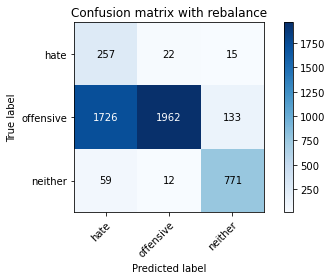 Confusion matrix with rebalance
True label
hate 257 22 15
offensive 1726 1962 133
neither 59 12 771
hate offensive neither
Predicted label
1750
1500
1250
1000
750
500
250